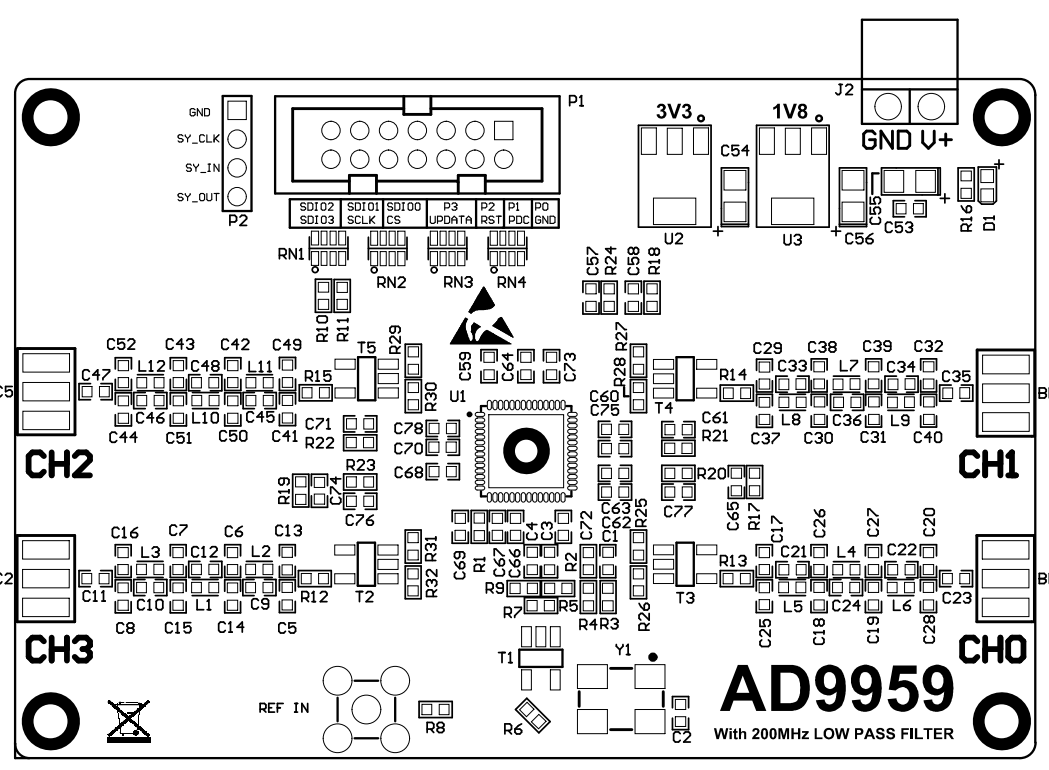 J2
GND V+
P1
3V3
1V8
GND
SY_CLK
SY_IN
SY_OUT
P2
C54
SDIO2 SDIO1 SDIO0 P3 P2 P1 P0
SDIO3 SCLK CS UPDATA RST PDC GND
U2
U3
C56
C55
C53
R16
D1
RN1
RN2
RN3
RN4
R10
R11
C57
R24
C58
R18
C52
C43
C42
C49
T5
R29
C59
C64
C73
R27
R28
C29
C38
C39
C32
C5
C47
L12
C48
L11
R15
R30
U1
C60
C75
T4
R14
C33
L7
C34
C35
C46
L10
C45
C61
L8
C36
L9
C44
C51
C50
C41
C71
R22
C78
C70
C68
R21
C37
C30
C31
C40
CH2
CH1
R19
C74
R23
C76
C63
C62
R20
C77
C65
R17
C16
C7
C6
C13
R31
C69
R1
C67
C66
C4
C3
R2
C72
C1
R25
C17
C26
C27
C20
C2
L3
C12
L2
R13
C21
L4
C22
C11
C10
L1
C9
R12
T2
R32
R9
R7
R5
R4
R3
R26
T3
L5
C24
L6
C23
C8
C15
C14
C5
C25
C18
C19
C28
CH3
CH0
T1
Y1
REF IN
R8
R6
C2
AD9959
With 200MHz LOW PASS FILTER